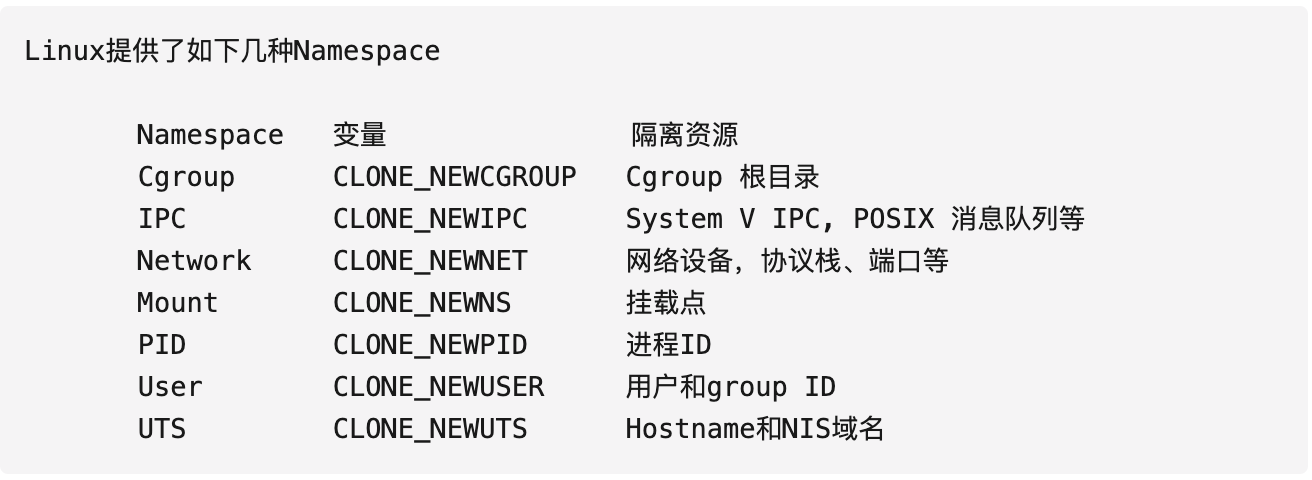 Linux提供了如下几种Namespace
Namespace 变量 隔离资源
Cgroup CLONE_NEWCGROUP Cgroup 根目录
IPC CLONE_NEWIPC System V IPC, POSIX 消息队列等
Network CLONE_NEWNET 网络设备，协议栈、端口等
Mount CLONE_NEWNS 挂载点
PID CLONE_NEWPID 进程ID
User CLONE_NEWUSER 用户和group ID
UTS CLONE_NEWUTS Hostname和NIS域名